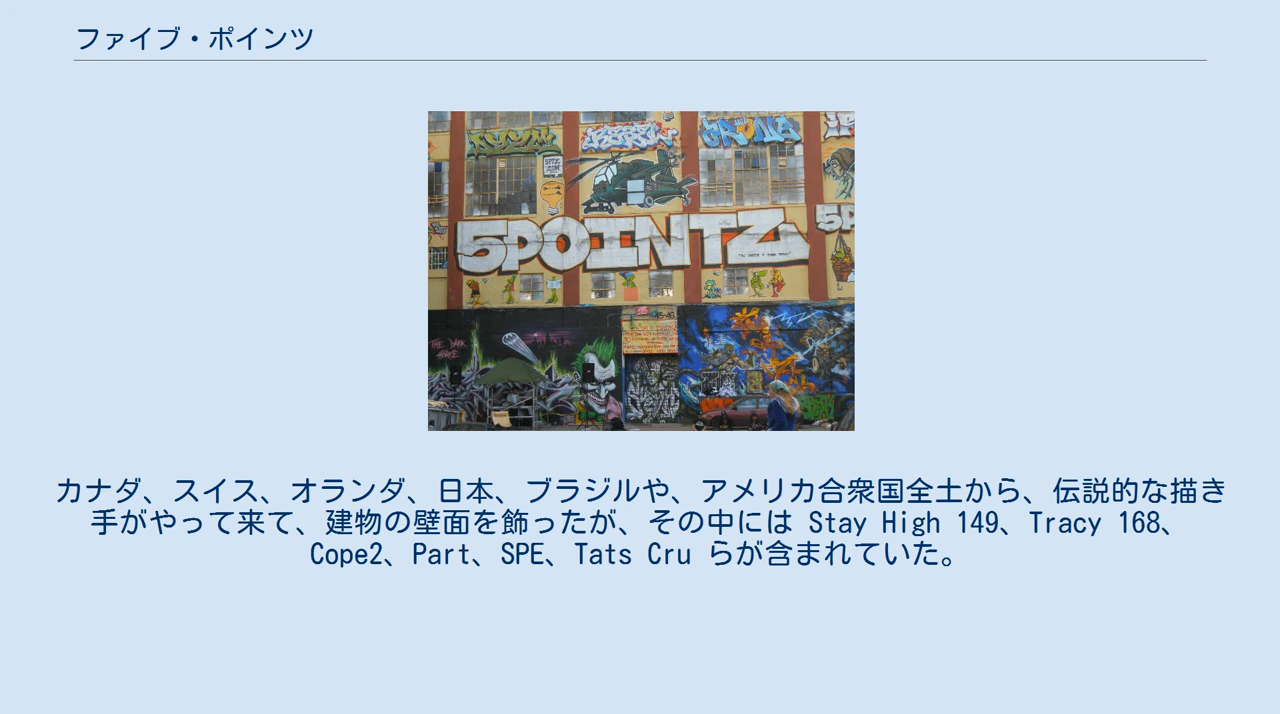 ファイブ・ポインツ
5POINTZ
5P
THE DARK
カナダ、スイス、オランダ、日本、ブラジルや、アメリカ合衆国全土から、伝説的な描き
手がやって来て、建物の壁面を飾ったが、その中には Stay High 149、Tracy 168、
Cope2、Part、SPE、Tats Cru らが含まれていた。